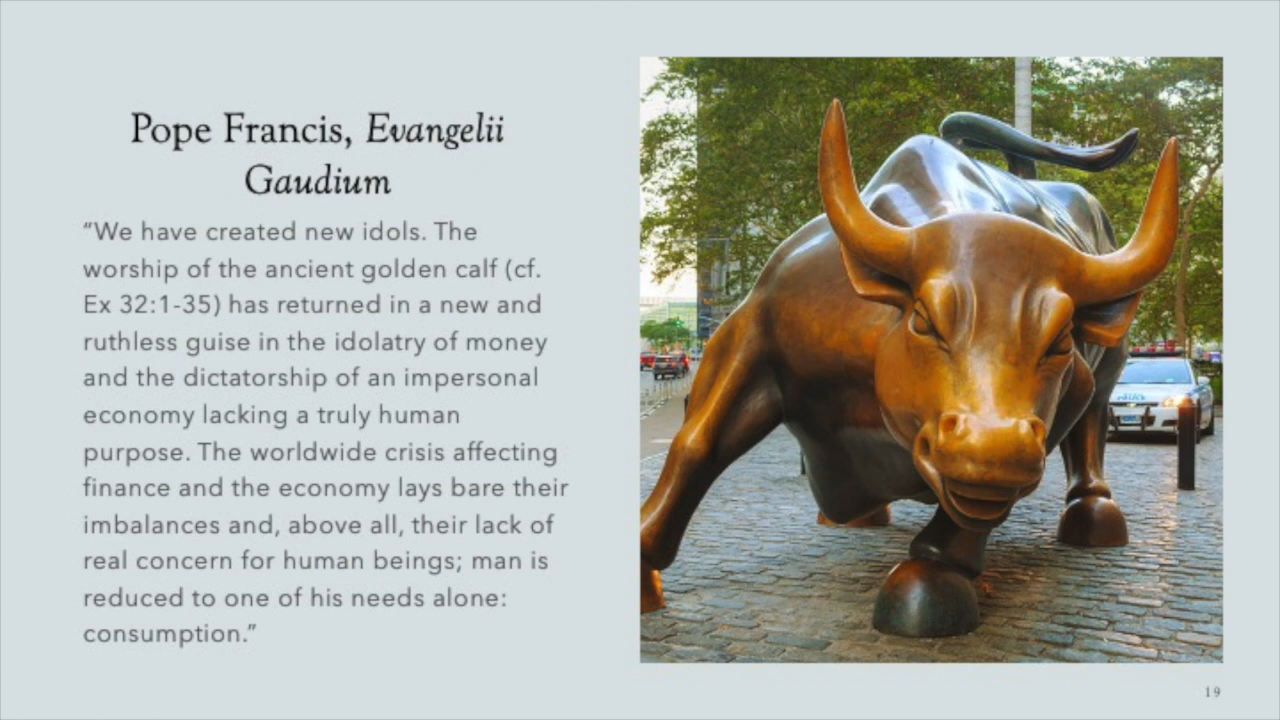 Pope Francis, Evangelii
Gaudium
“We have created new idols. The
worship of the ancient golden calf (cf.
Ex 32:1-35) has returned in a new and
ruthless guise in the idolatry of money
and the dictatorship of an impersonal
economy lacking a truly human
purpose. The worldwide crisis affecting
finance and the economy lays bare their
imbalances and, above all, their lack of
real concern for human beings; man is
reduced to one of his needs alone:
consumption.”
19